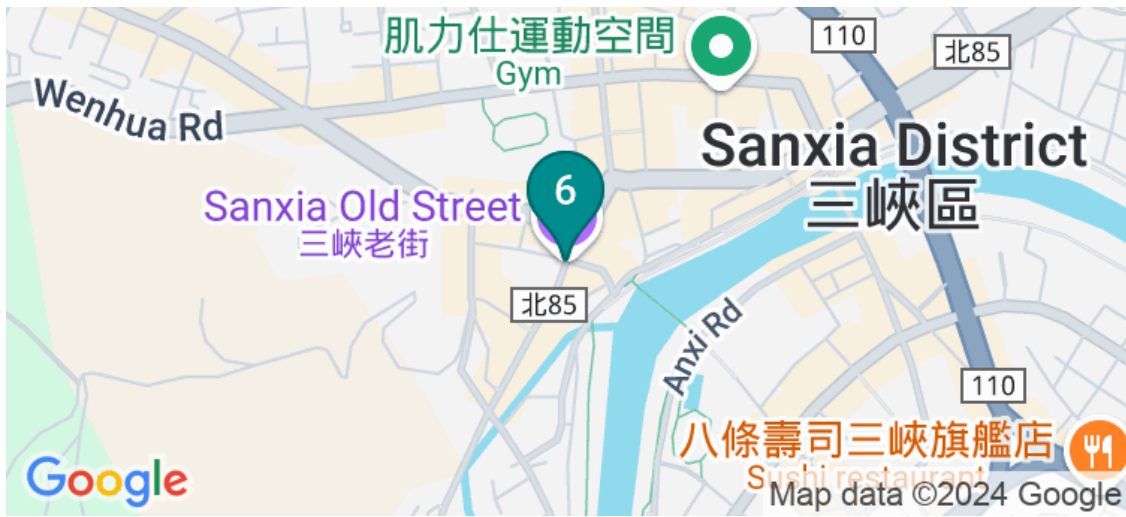 肌力仕運動空間
Gym
110
北85
Wenhua Rd
Sanxia District
三峽區
6
Sanxia Old Street
三峽老街
北85
Anxi Rd
110
八條壽司三峽旗艦店
Sushi restaurant
Google
Map data ©2024 Google